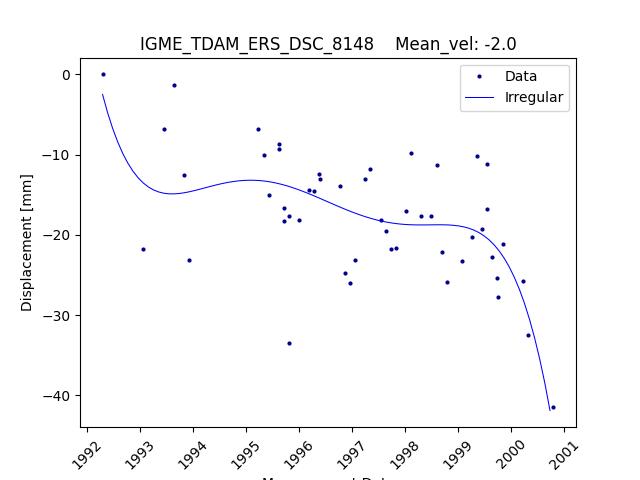 IGME_TDAM_ERS_DSC_8148    Mean_vel: -2.0
Data
Irregular
Displacement [mm]
0
−10
−20
−30
−40
1992 1993 1994 1995 1996 1997 1998 1999 2000 2001